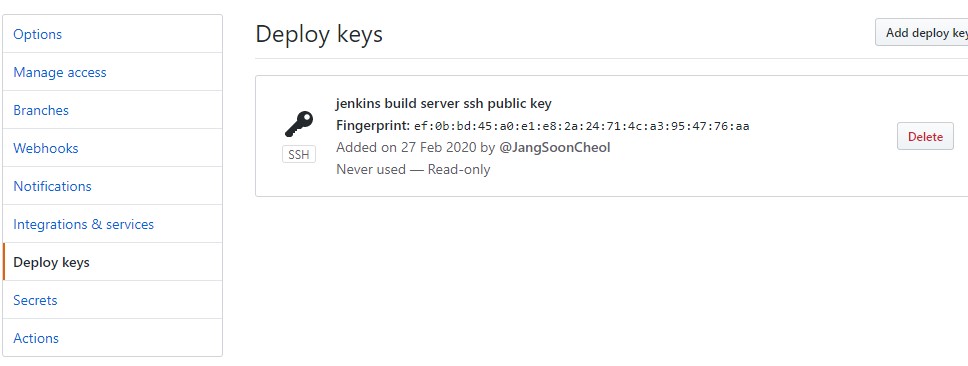 Options
Manage access
Branches
Webhooks
Notifications
Integrations & services
Deploy keys
Secrets
Actions
Deploy keys
Add deploy key
jenkins build server ssh public key
Fingerprint: ef:0b:bd:45:a0:e1:e8:2a:24:71:4c:a3:95:47:76:aa
SSH
Added on 27 Feb 2020 by @JangSoonCheol
Never used — Read-only
Delete